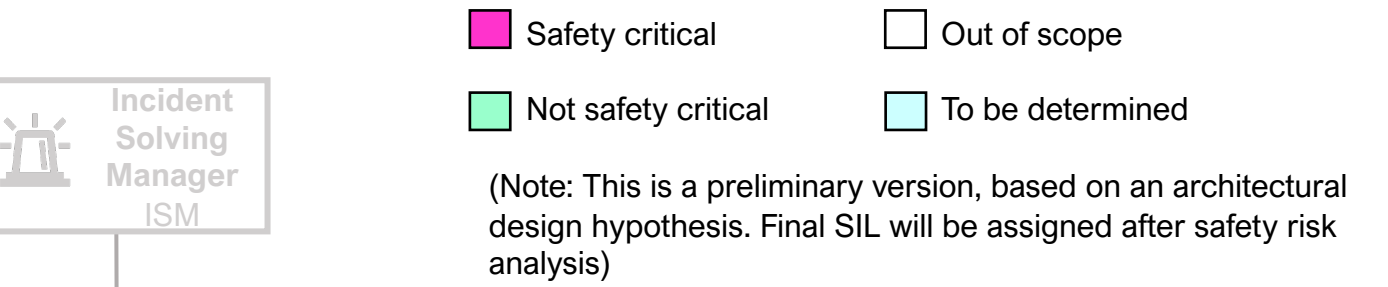 Safety critical
Out of scope
Incident
Solving
Manager
ISM
Not safety critical
To be determined
(Note: This is a preliminary version, based on an architectural
design hypothesis. Final SIL will be assigned after safety risk
analysis)